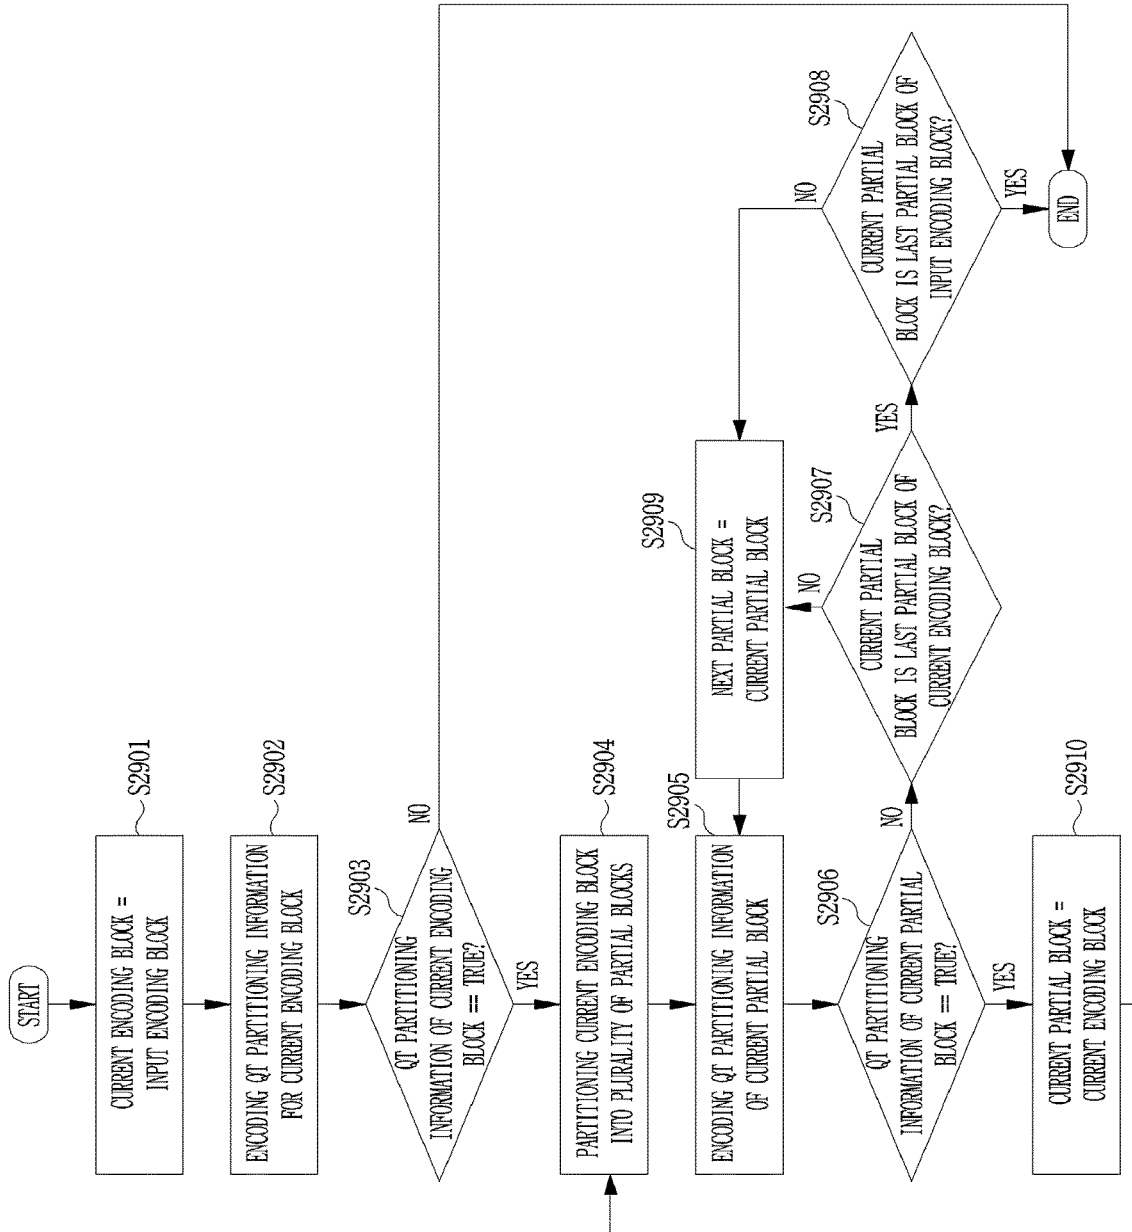 START
S2901
CURRENT ENCODING BLOCK =
INPUT ENCODING BLOCK
S2902
ENCODING QT PARTITIONING INFORMATION
FOR CURRENT ENCODING BLOCK
S2903
QT PARTITIONING
INFORMATION OF CURRENT ENCODING
BLOCK == TRUE?
NO
YES
S2904
PARTITIONING CURRENT ENCODING BLOCK
INTO PLURALITY OF PARTIAL BLOCKS
S2905
ENCODING QT PARTITION INFORMATION
OF CURRENT PARTIAL BLOCK
S2906
QT PARTITIONING
INFORMATION OF CURRENT PARTIAL
BLOCK == TRUE?
NO
YES
S2910
CURRENT PARTIAL BLOCK =
CURRENT ENCODING BLOCK
S2909
NEXT PARTIAL BLOCK =
CURRENT PARTIAL BLOCK
NO
S2907
CURRENT PARTIAL
BLOCK IS LAST PARTIAL BLOCK OF
CURRENT ENCODING BLOCK?
YES
NO
S2908
CURRENT PARTIAL
BLOCK IS LAST PARTIAL BLOCK OF
INPUT ENCODING BLOCK?
YES
END